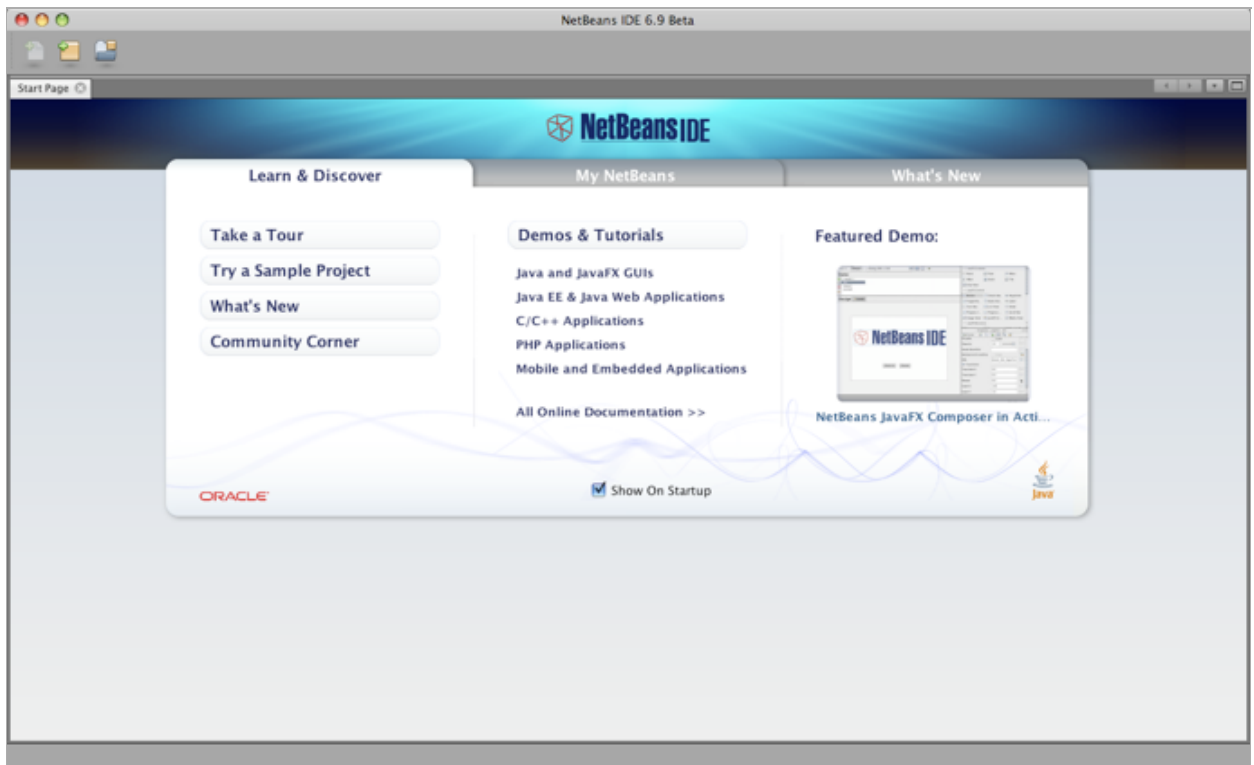 NetBeans IDE 6.9 Beta
Start Page
NetBeans IDE
Learn & Discover
My NetBeans
What's New
Take a Tour
Try a Sample Project
What's New
Community Corner
Demos & Tutorials
Java and JavaFX GUIs
Java EE & Java Web Applications
C/C++ Applications
PHP Applications
Mobile and Embedded Applications
All Online Documentation >>
Featured Demo:
NetBeans IDE
NetBeans JavaFX Composer in Acti...
ORACLE
Show On Startup
Java